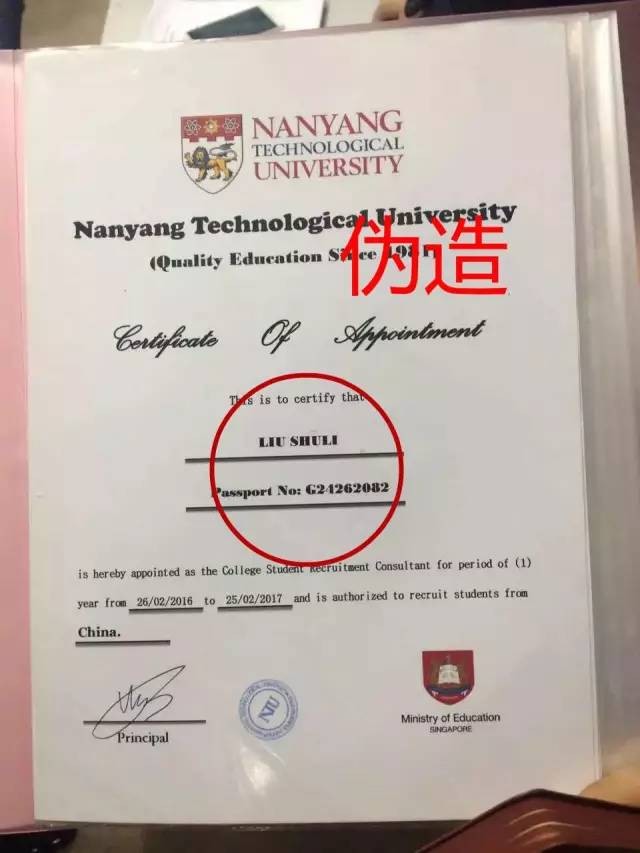 NANYANG
TECHNOLOGICAL
UNIVERSITY
Nanyang Technological University
(Quality Education Since 1981)
伪造
Certificate Of Appointment
This is to certify that
LIU SHULI
Passport No: G24262082
is hereby appointed as the College Student Recruitment Consultant for period of (1)
year from 26/02/2016 to 25/02/2017 and is authorized to recruit students from
China.
Principal
NTU
Ministry of Education
SINGAPORE